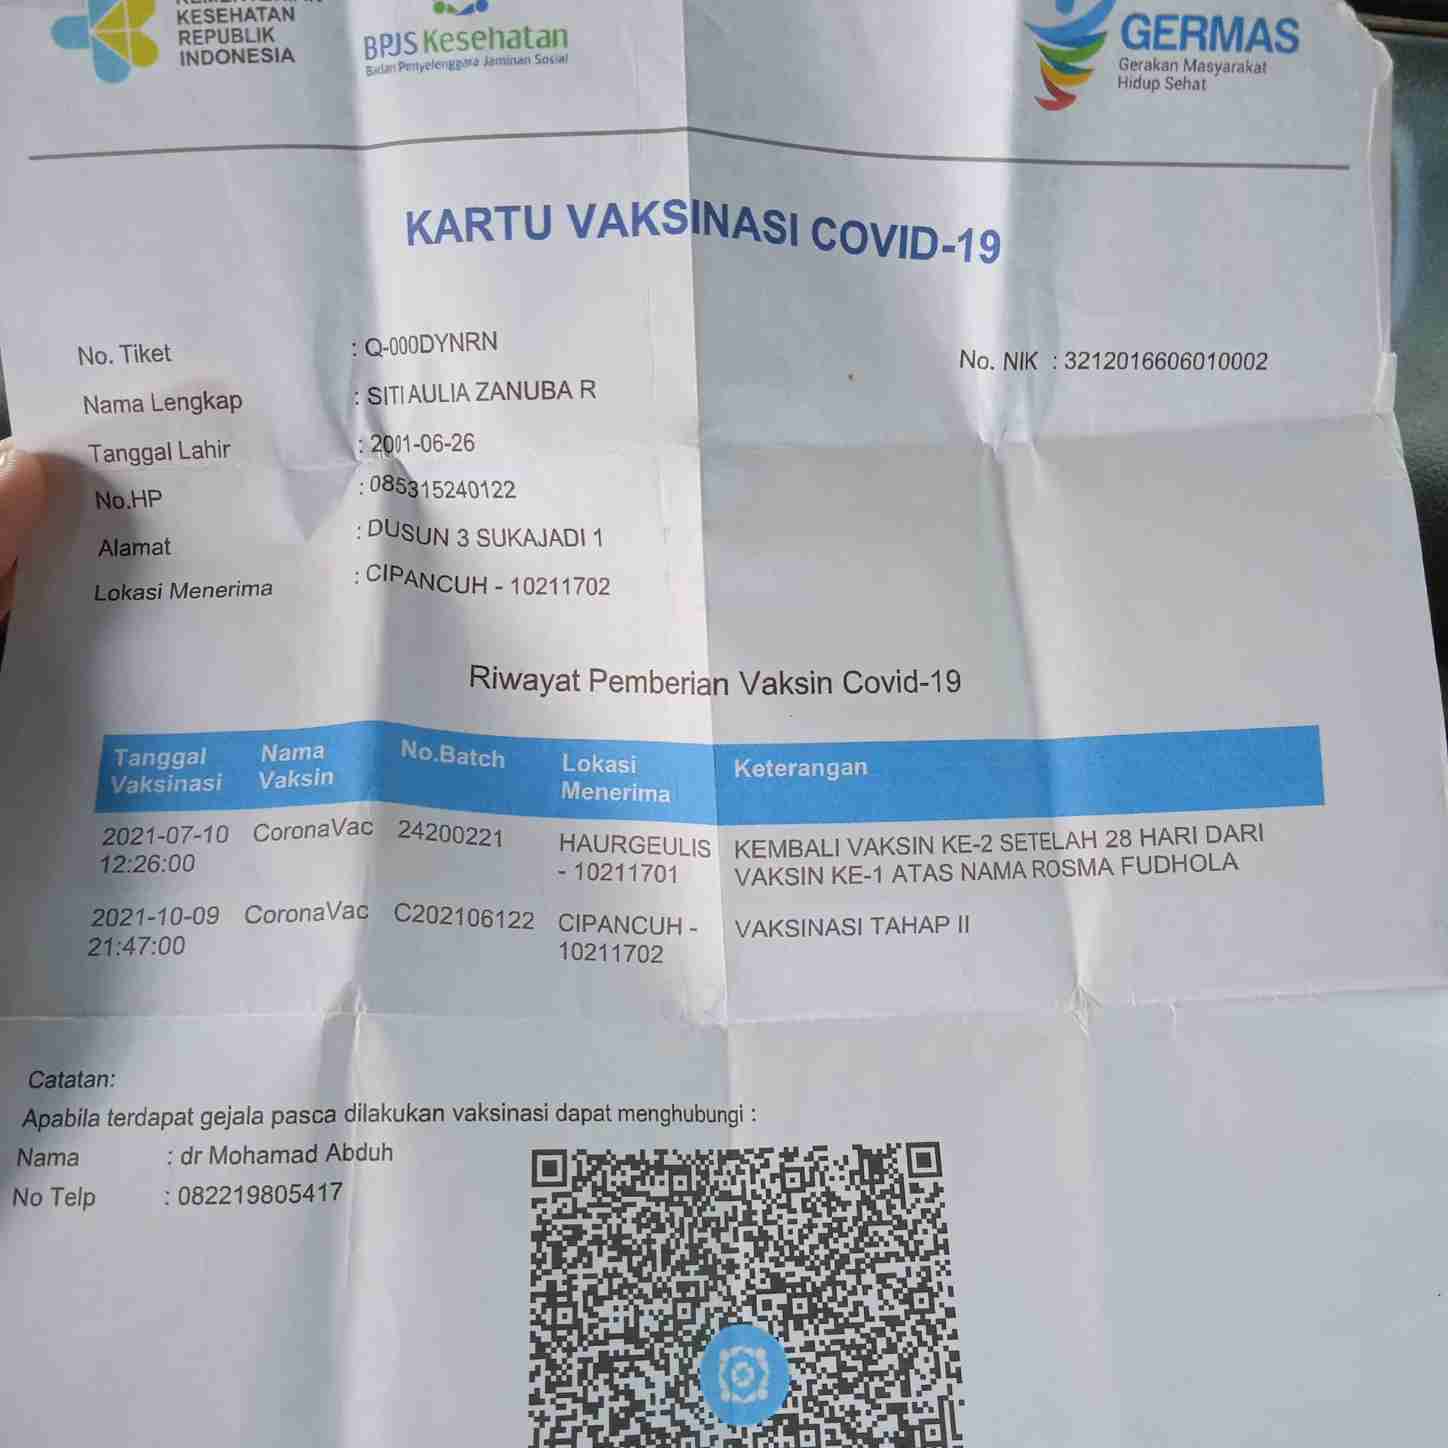 KESEHATAN
REPUBLIK
INDONESIA
BPJS Kesehatan
Badan Penyelenggara Jaminan Sosial
GERMAS
Gerakan Masyarakat
Hidup Sehat
KARTU VAKSINASI COVID-19
No. Tiket : Q-000DYNRN
No. NIK : 3212016606010002
Nama Lengkap : SITI AULIA ZANUBA R
Tanggal Lahir : 2001-06-26
No.HP : 085315240122
Alamat : DUSUN 3 SUKAJADI 1
Lokasi Menerima : CIPANCUH - 10211702
Riwayat Pemberian Vaksin Covid-19
Tanggal Vaksinasi Nama Vaksin No.Batch Lokasi Menerima Keterangan
2021-07-10 CoronaVac 24200221 HAURGEULIS KEMBALI VAKSIN KE-2 SETELAH 28 HARI DARI
12:26:00 - 10211701 VAKSIN KE-1 ATAS NAMA ROSMA FUDHOLA
2021-10-09 CoronaVac C202106122 CIPANCUH - VAKSINASI TAHAP II
21:47:00 10211702
Catatan:
Apabila terdapat gejala pasca dilakukan vaksinasi dapat menghubungi :
Nama : dr Mohamad Abduh
No Telp : 082219805417